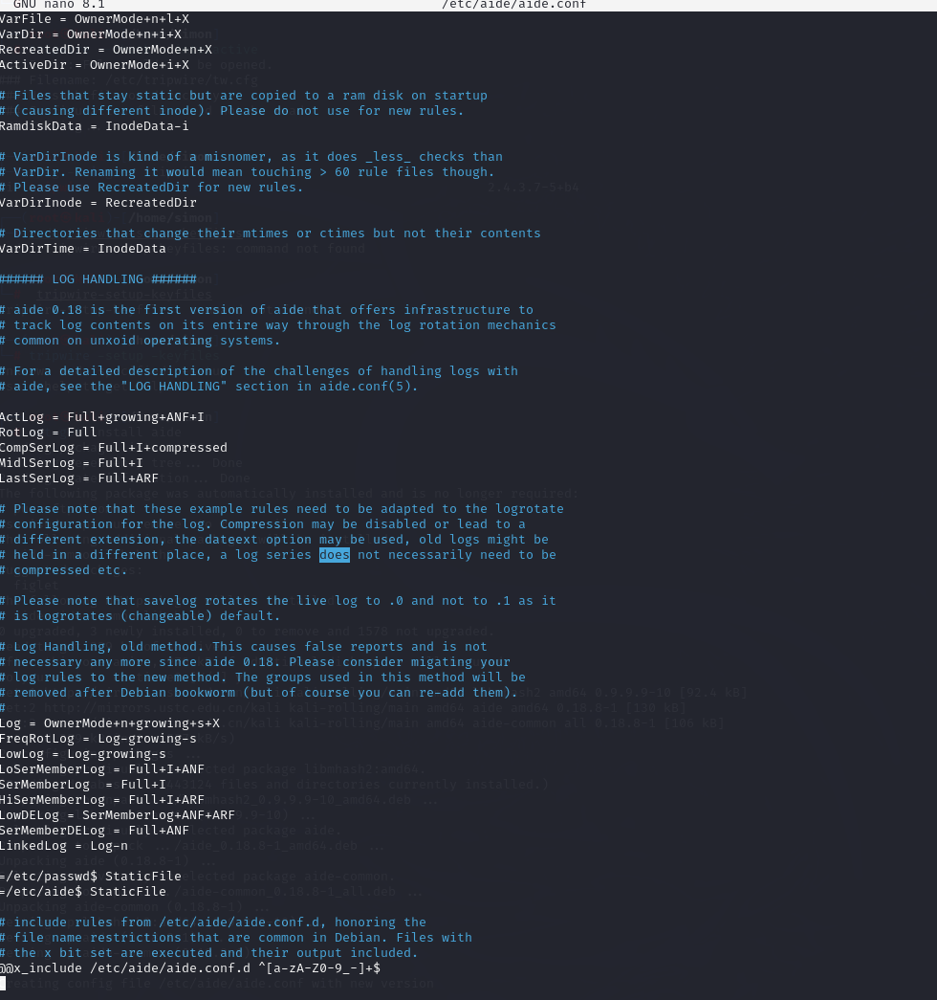 GNU nano 8.1 /etc/aide/aide.conf
VarFile = OwnerMode+n+l+X
VarDir = OwnerMode+n+i+X
RecreatedDir = OwnerMode+n+X
ActiveDir = OwnerMode+i+X
# Files that stay static but are copied to a ram disk on startup
# (causing different inode). Please do not use for new rules.
RamdiskData = InodeData-i
# VarDirInode is kind of a misnomer, as it does _less_ checks than
# VarDir. Renaming it would mean touching > 60 rule files though.
# Please use RecreatedDir for new rules.
VarDirInode = RecreatedDir
# Directories that change their mtimes or ctimes but not their contents
VarDirTime = InodeData
###### LOG HANDLING ######
# aide 0.18 is the first version of aide that offers infrastructure to
# track log contents on its entire way through the log rotation mechanics
# common on unxoid operating systems.
# For a detailed description of the challenges of handling logs with
# aide, see the "LOG HANDLING" section in aide.conf(5).
ActLog = Full+growing+ANF+I
RotLog = Full
CompSerLog = Full+I+compressed
MidlSerLog = Full+I
LastSerLog = Full+ARF
# Please note that these example rules need to be adapted to the logrotate
# configuration for the log. Compression may be disabled or lead to a
# different extension, the dateext option may be used, old logs might be
# held in a different place, a log series does not necessarily need to be
# compressed etc.
# Please note that savelog rotates the live log to .0 and not to .1 as it
# is logrotates (changeable) default.
# Log Handling, old method. This causes false reports and is not
# necessary any more since aide 0.18. Please consider migating your
# log rules to the new method. The groups used in this method will be
# removed after Debian bookworm (but of course you can re-add them).
#
Log = OwnerMode+n+growing+s+X
FreqRotLog = Log-growing-s
LowLog = Log-growing-s
LoSerMemberLog = Full+I+ANF
SerMemberLog  = Full+I
HiSerMemberLog = Full+I+ARF
LowDELog = SerMemberLog+ANF+ARF
SerMemberDELog = Full+ANF
LinkedLog = Log-n
=/etc/passwd$ StaticFile
=/etc/aide$ StaticFile
# include rules from /etc/aide/aide.conf.d, honoring the
# file name restrictions that are common in Debian. Files with
# the x bit set are executed and their output included.
@@x_include /etc/aide/aide.conf.d ^[a-zA-Z0-9_-]+$